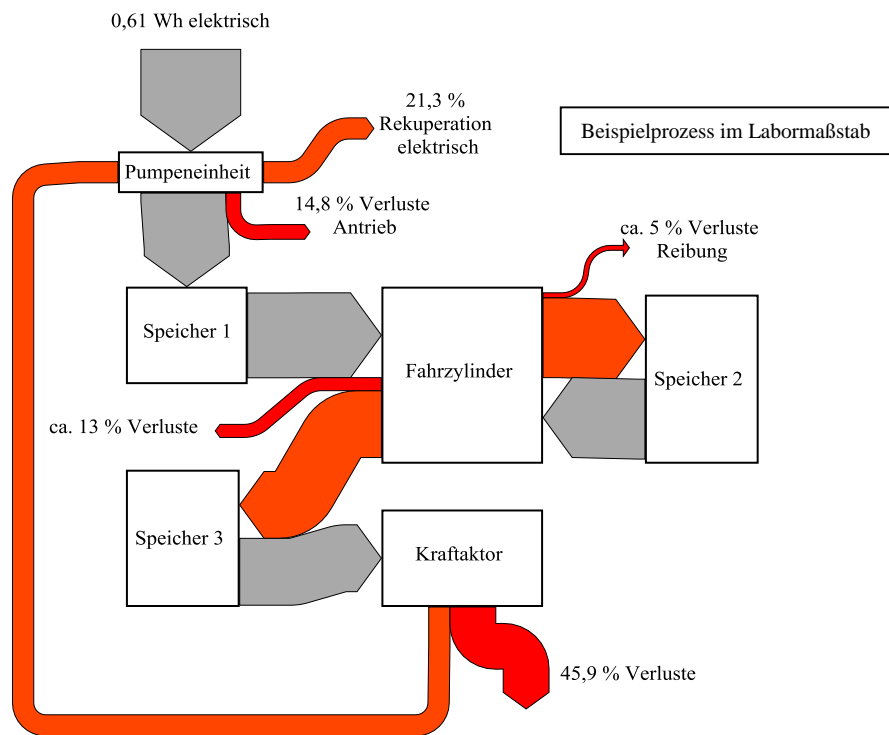 0,61 Wh elektrisch
21,3 %
Rekuperation
elektrisch
Beispielprozess im Labormaßstab
Pumpeneinheit
14,8 % Verluste
Antrieb
ca. 5 % Verluste
Reibung
Speicher 1
Fahrzylinder
Speicher 2
ca. 13 % Verluste
Speicher 3
Kraftaktor
45,9 % Verluste